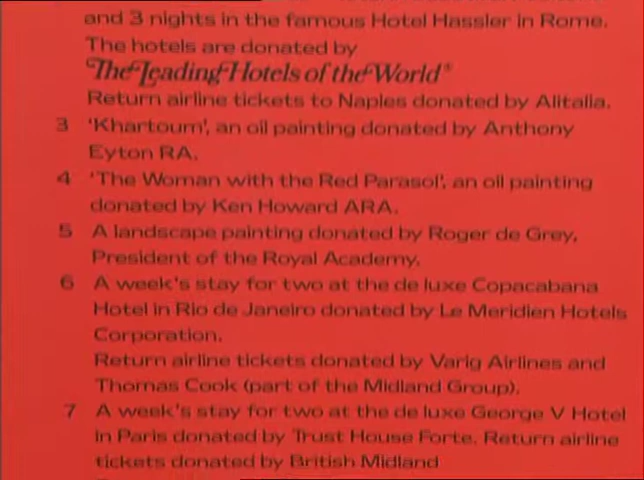 and 3 nights in the famous Hotel Hassler in Rome.
The hotels are donated by
The Leading Hotels of the World®
Return airline tickets to Naples donated by Alitalia.
3 'Khartoum', an oil painting donated by Anthony
Eyton RA.
4 'The Woman with the Red Parasol', an oil painting
donated by Ken Howard ARA.
5 A landscape painting donated by Roger de Grey,
President of the Royal Academy.
6 A week's stay for two at the de luxe Copacabana
Hotel in Rio de Janeiro donated by Le Meridien Hotels
Corporation.
Return airline tickets donated by Varig Airlines and
Thomas Cook (part of the Midland Group).
7 A week's stay for two at the de luxe George V Hotel
in Paris donated by Trust House Forte. Return airline
tickets donated by British Midland